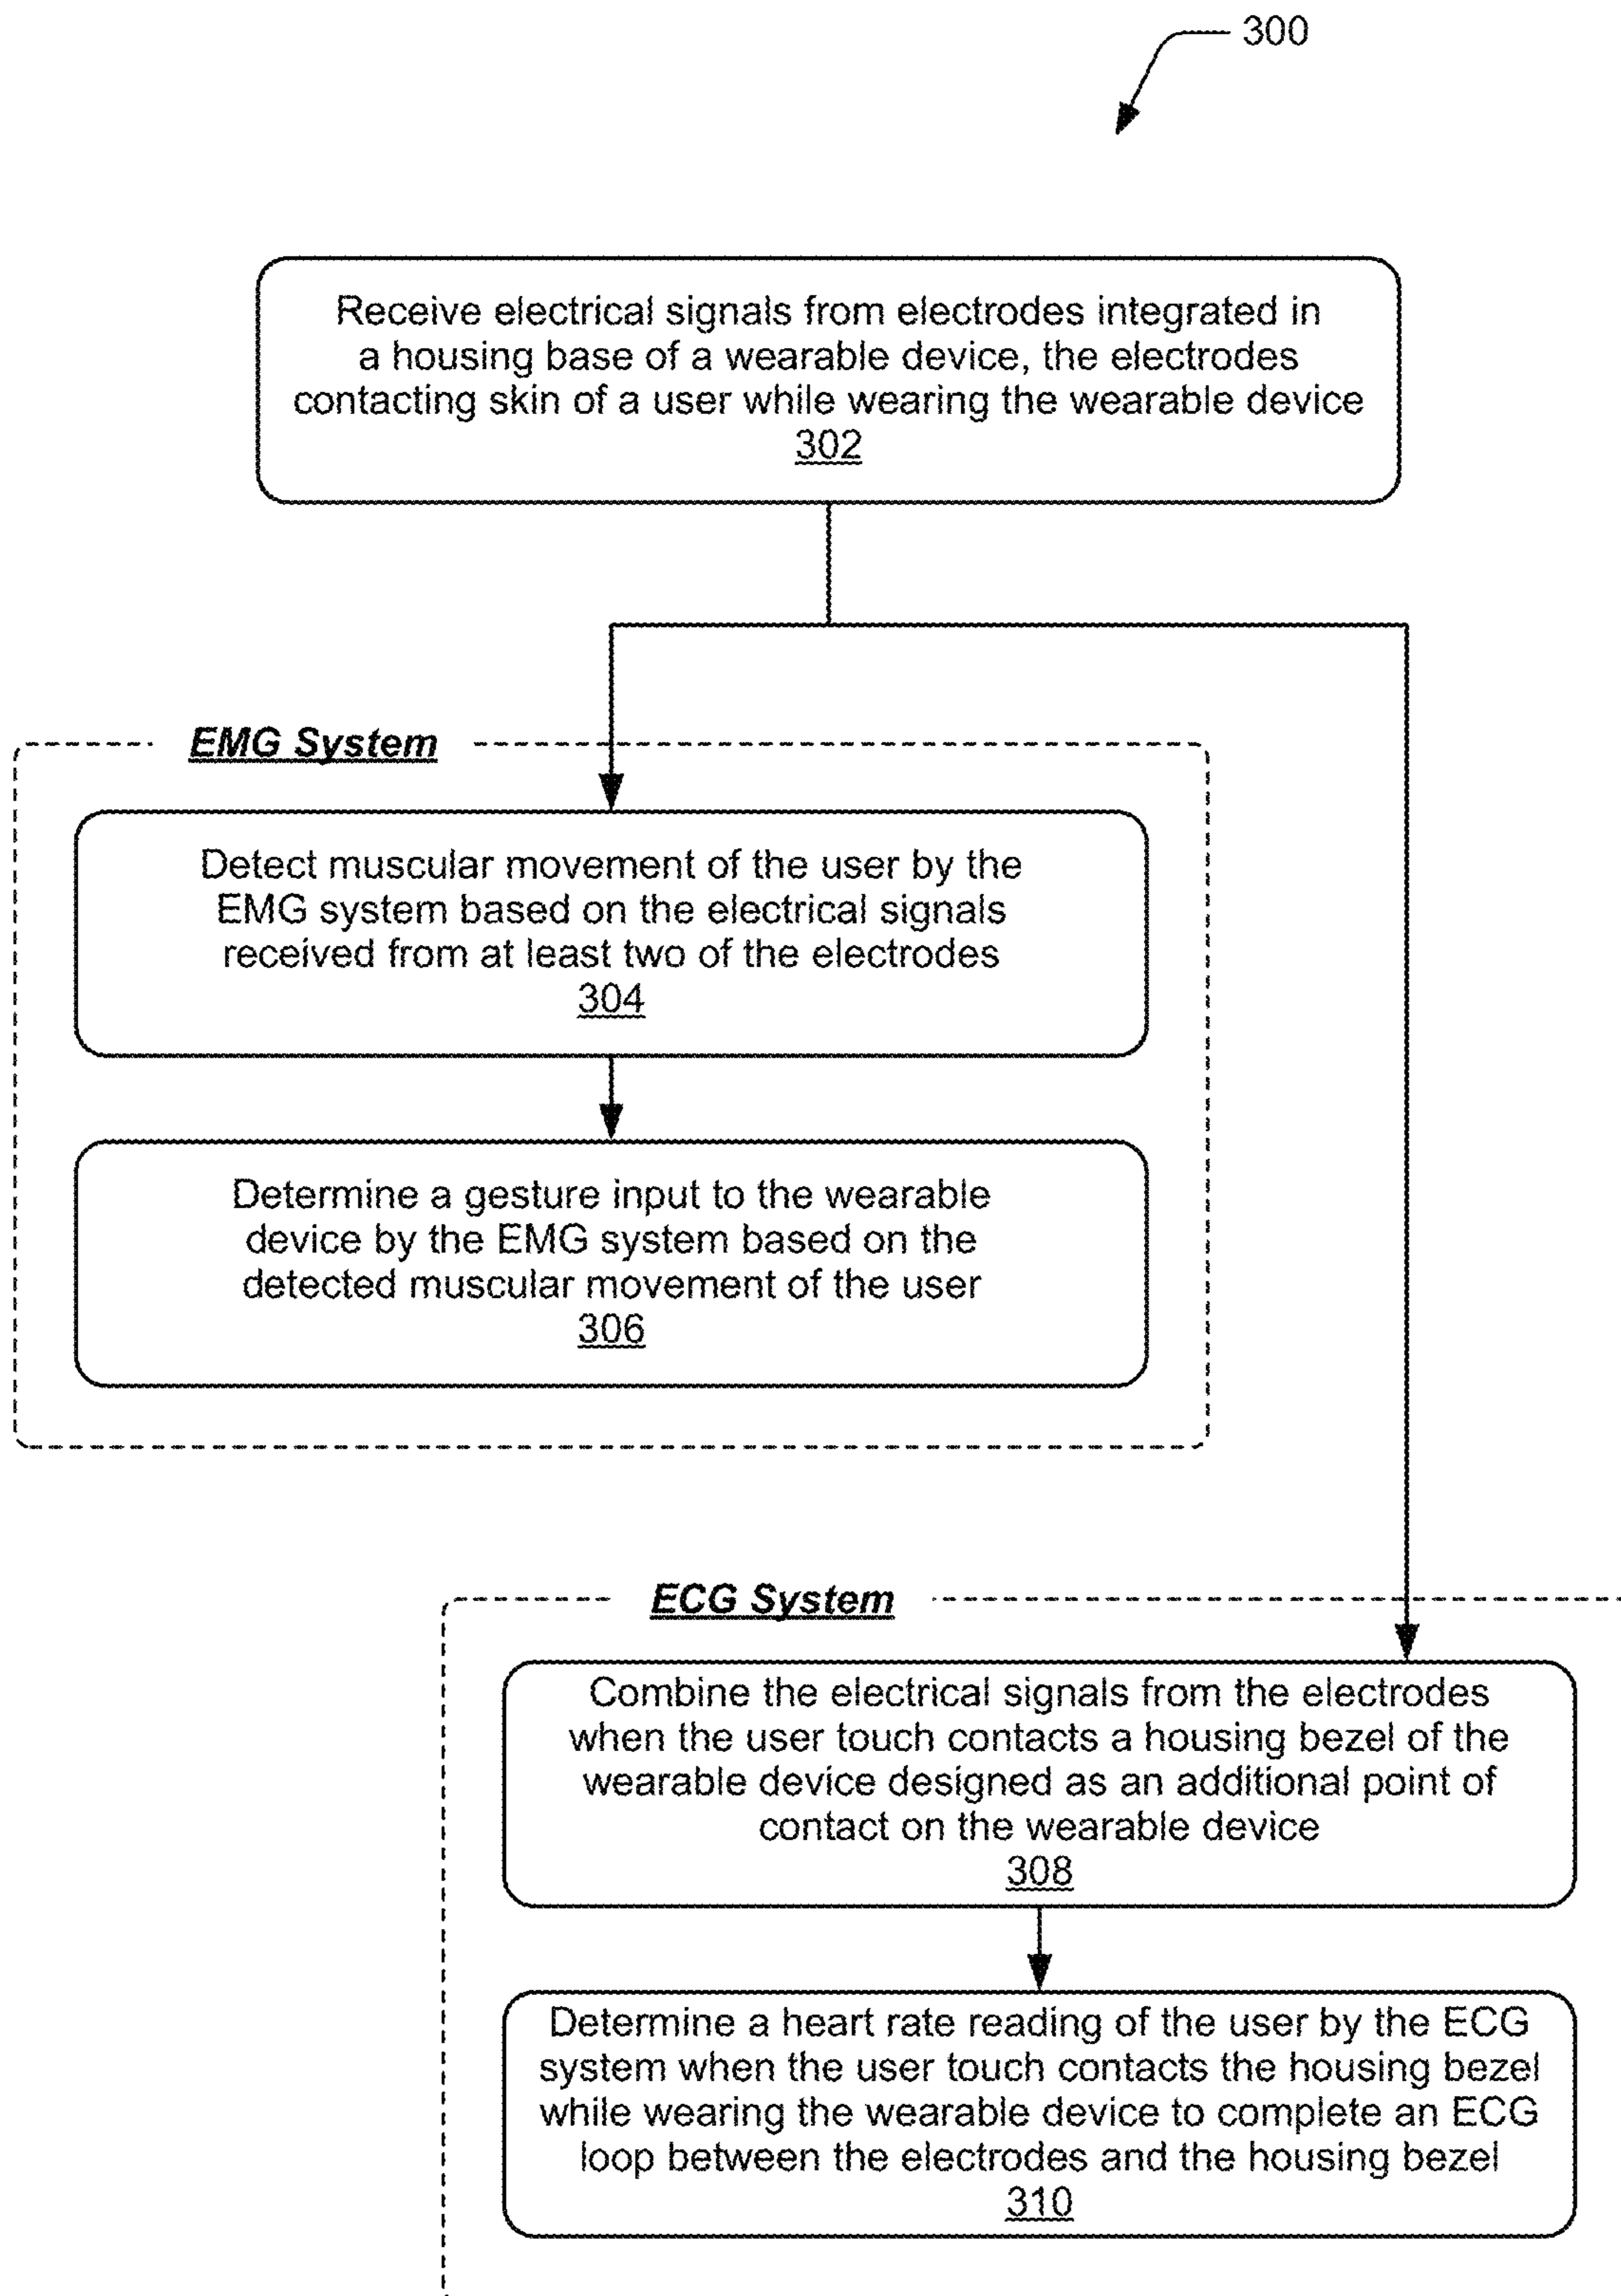 300
Receive electrical signals from electrodes integrated in
a housing base of a wearable device, the electrodes
contacting skin of a user while wearing the wearable device
302
EMG System
Detect muscular movement of the user by the
EMG system based on the electrical signals
received from at least two of the electrodes
304
Determine a gesture input to the wearable
device by the EMG system based on the
detected muscular movement of the user
306
ECG System
Combine the electrical signals from the electrodes
when the user touch contacts a housing bezel of the
wearable device designed as an additional point of
contact on the wearable device
308
Determine a heart rate reading of the user by the ECG
system when the user touch contacts the housing bezel
while wearing the wearable device to complete an ECG
loop between the electrodes and the housing bezel
310